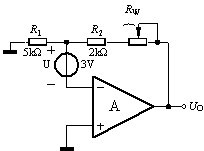 R1 R2 RW
5kΩ + 2kΩ
U 3V
−
− A UO
+